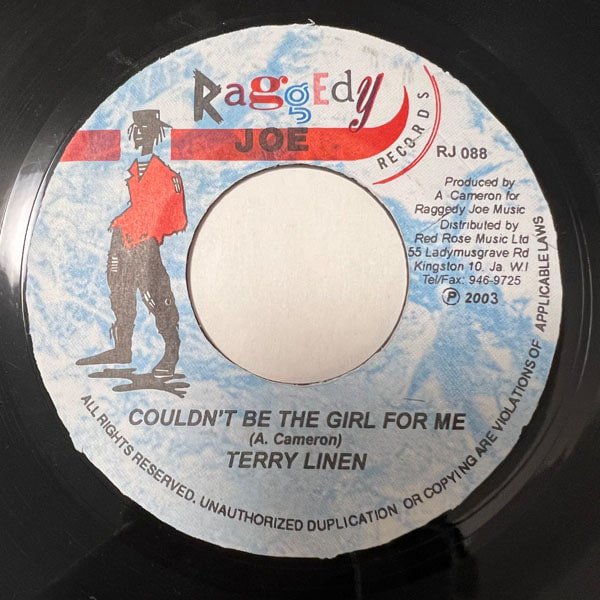 RaggEdy
JOE
RECORDS
RJ 088
Produced by
A Cameron for
Raggedy Joe Music
Distributed by
Red Rose Music Ltd
55 Ladymusgrave Rd
Kingston 10. Ja. W.I
Tel/Fax: 946-9725
℗ 2003
COULDN'T BE THE GIRL FOR ME
(A. Cameron)
TERRY LINEN
ALL RIGHTS RESERVED. UNAUTHORIZED DUPLICATION OR COPYING ARE VIOLATIONS OF APPLICABLE LAWS